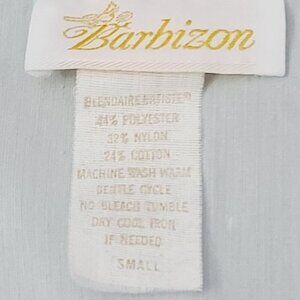 Barbizon
44% POLYESTER
32% NYLON
24% COTTON
MACHINE WASH WARM
GENTLE CYCLE
NO BLEACH TUMBLE
DRY COOL IRON
IF NEEDED
SMALL